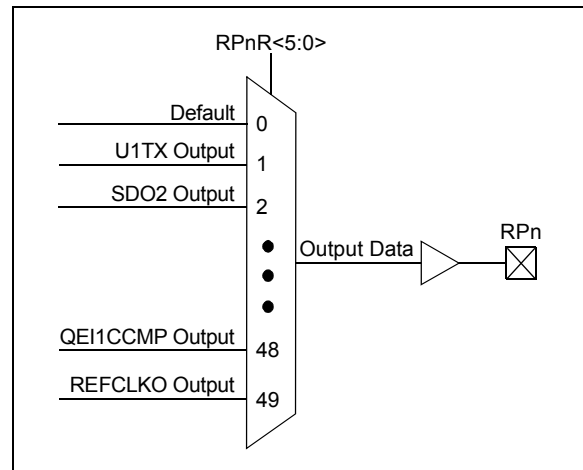 RPnR<5:0>
Default
0
U1TX Output
1
SDO2 Output
2
Output Data
RPn
QEI1CCMP Output
48
REFCLKO Output
49